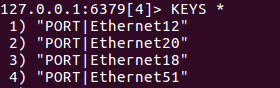 127.0.0.1:6379[4]> KEYS *
1) "PORT|Ethernet12"
2) "PORT|Ethernet20"
3) "PORT|Ethernet18"
4) "PORT|Ethernet51"